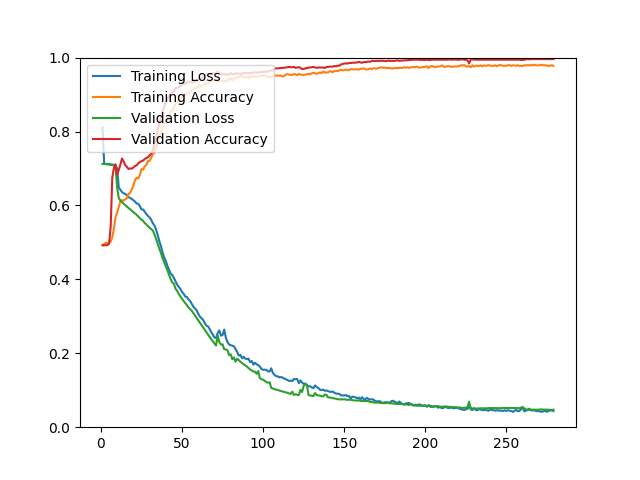 1.0
0.8
0.6
0.4
0.2
0.0
Training Loss
Training Accuracy
Validation Loss
Validation Accuracy
0 50 100 150 200 250